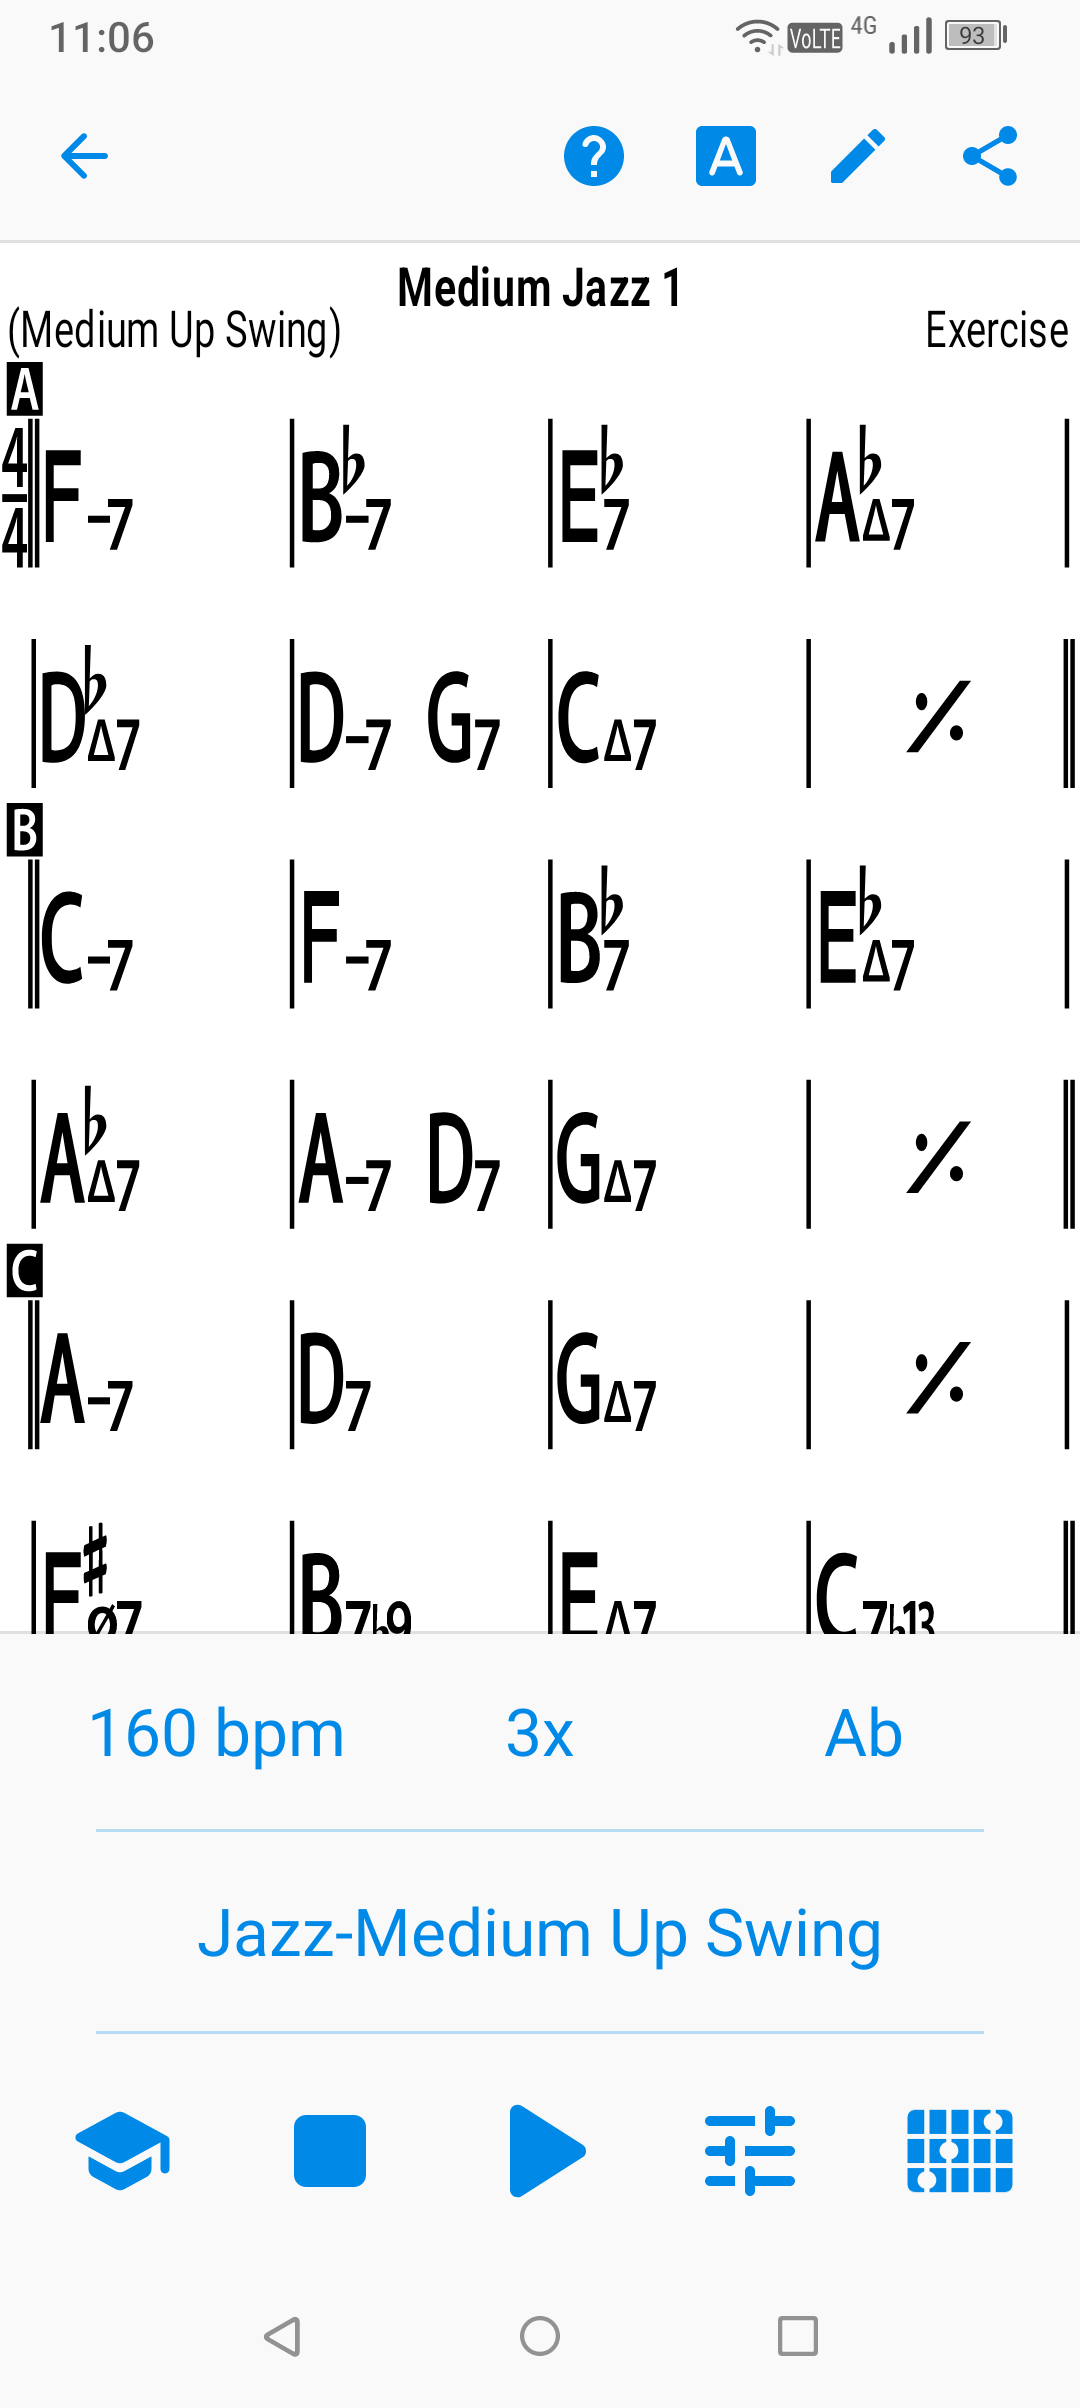 11:06 VoLTE 4G 93
A
Medium Jazz 1
(Medium Up Swing) Exercise
A
4/4 F-7 B♭-7 E♭7 A♭Δ7
D♭Δ7 D-7 G7 CΔ7 𝄎
B
C-7 F-7 B♭7 E♭Δ7
A♭Δ7 A-7 D7 GΔ7 𝄎
C
A-7 D7 GΔ7 𝄎
F♯ø7 B7♭9 EΔ7 C7♭13
160 bpm 3x Ab
Jazz-Medium Up Swing